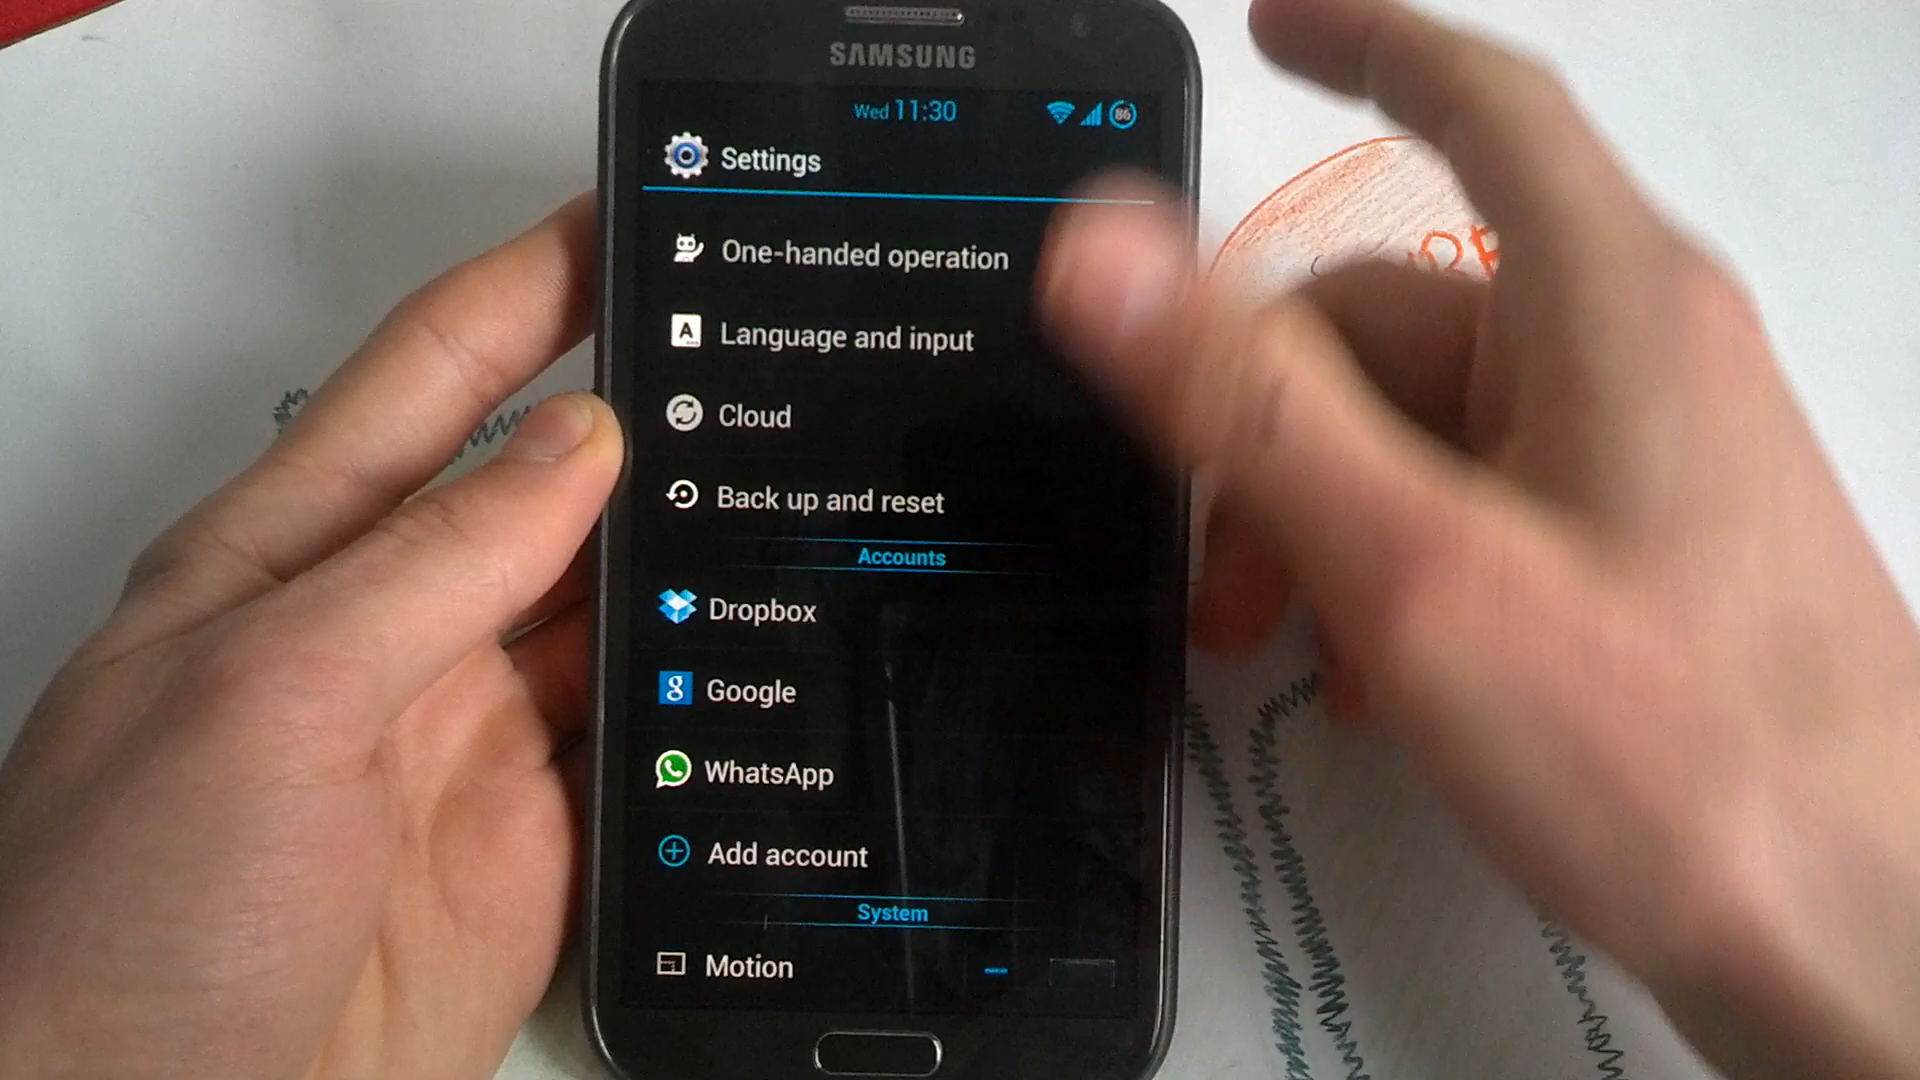 SAMSUNG
Wed 11:30
86
Settings
One-handed operation
A
Language and input
Cloud
Back up and reset
Accounts
Dropbox
g Google
WhatsApp
Add account
System
Motion